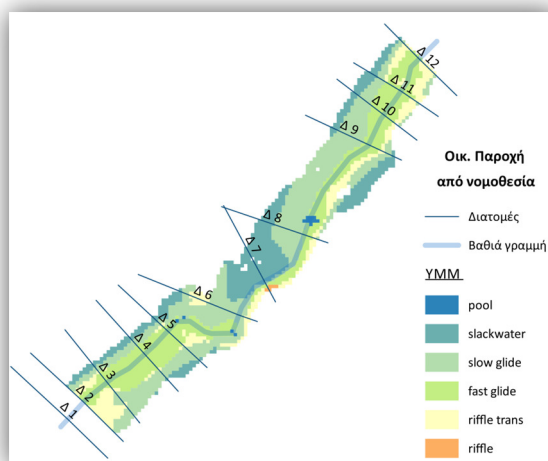 Δ 12
Δ 11
Δ 10
Δ 9
Δ 8
Δ 7
Δ 6
Δ 5
Δ 4
Δ 3
Δ 2
Δ 1
Οικ. Παροχή
από νομοθεσία
Διατομές
Βαθιά γραμμή
ΥΜΜ
pool
slackwater
slow glide
fast glide
riffle trans
riffle